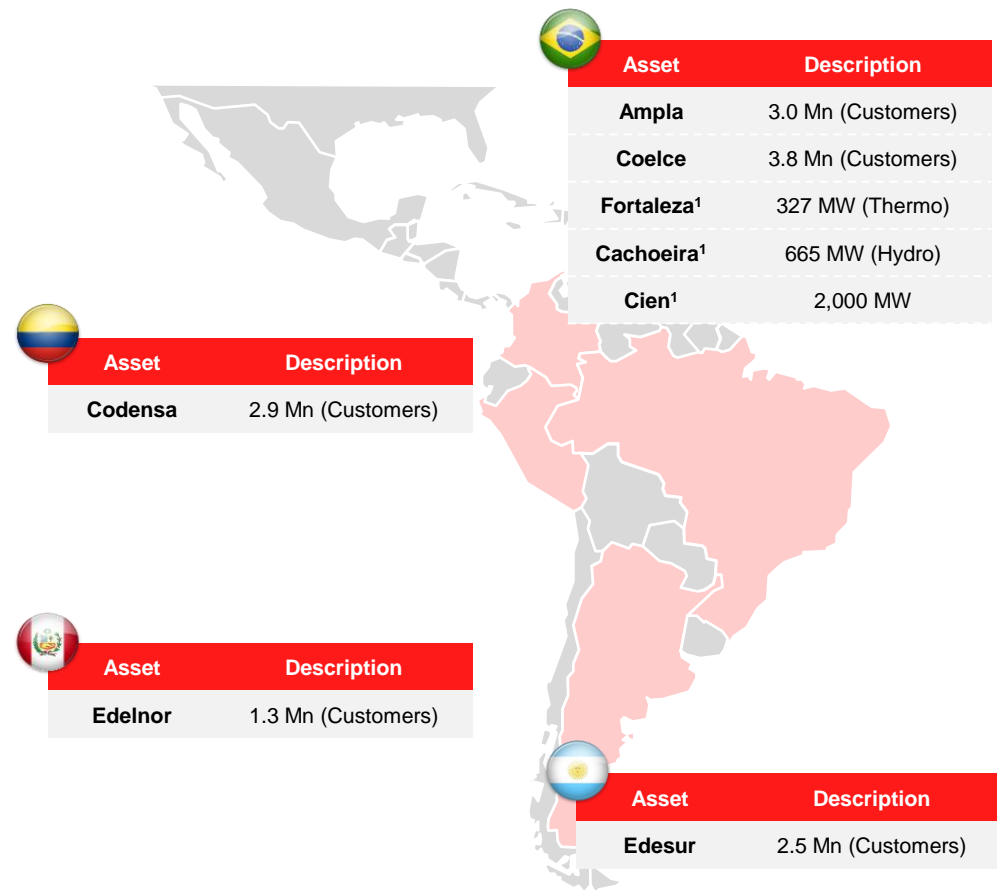 Asset Description
Ampla 3.0 Mn (Customers)
Coelce 3.8 Mn (Customers)
Fortaleza¹ 327 MW (Thermo)
Cachoeira¹ 665 MW (Hydro)
Cien¹ 2,000 MW
Asset Description
Codensa 2.9 Mn (Customers)
Asset Description
Edelnor 1.3 Mn (Customers)
Asset Description
Edesur 2.5 Mn (Customers)